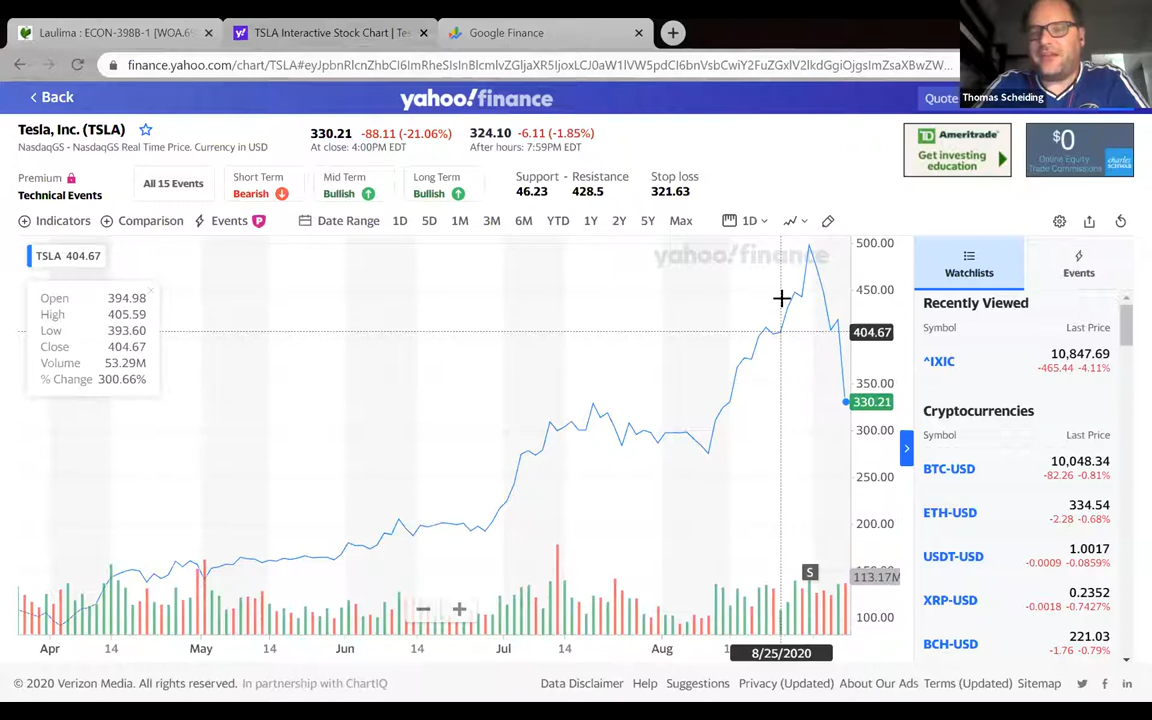 Laulima : ECON-398B-1 [WOA.6
TSLA Interactive Stock Chart | Tes
Google Finance
finance.yahoo.com/chart/TSLA#
Thomas Scheiding
Back
yahoo!finance
Quote
Tesla, Inc. (TSLA)
NasdaqGS - NasdaqGS Real Time Price. Currency in USD
330.21 -88.11 (-21.06%)
At close: 4:00PM EDT
324.10 -6.11 (-1.85%)
After hours: 7:59PM EDT
TD Ameritrade
Get investing
education
$0
Online Equity
Trade Commissions
charles
SCHWAB
Premium
Technical Events
All 15 Events
Short Term
Bearish
Mid Term
Bullish
Long Term
Bullish
Support - Resistance
46.23 428.5
Stop loss
321.63
Indicators Comparison Events P Date Range 1D 5D 1M 3M 6M YTD 1Y 2Y 5Y Max 1D
TSLA 404.67
Open 394.98
High 405.59
Low 393.60
Close 404.67
Volume 53.29M
% Change 300.66%
yahoo!finance
500.00
450.00
404.67
350.00
330.21
300.00
250.00
200.00
150.00
113.17M
100.00
S
Apr 14 May 14 Jun 14 Jul 14 Aug 8/25/2020
Watchlists
Events
Recently Viewed
Symbol Last Price
^IXIC 10,847.69
-465.44 -4.11%
Cryptocurrencies
Symbol Last Price
BTC-USD 10,048.34
-82.26 -0.81%
ETH-USD 334.54
-2.28 -0.68%
USDT-USD 1.0017
-0.0009 -0.0859%
XRP-USD 0.2352
-0.0018 -0.7427%
BCH-USD 221.03
-1.76 -0.79%
© 2020 Verizon Media. All rights reserved. In partnership with ChartIQ
Data Disclaimer Help Suggestions Privacy (Updated) About Our Ads Terms (Updated) Sitemap